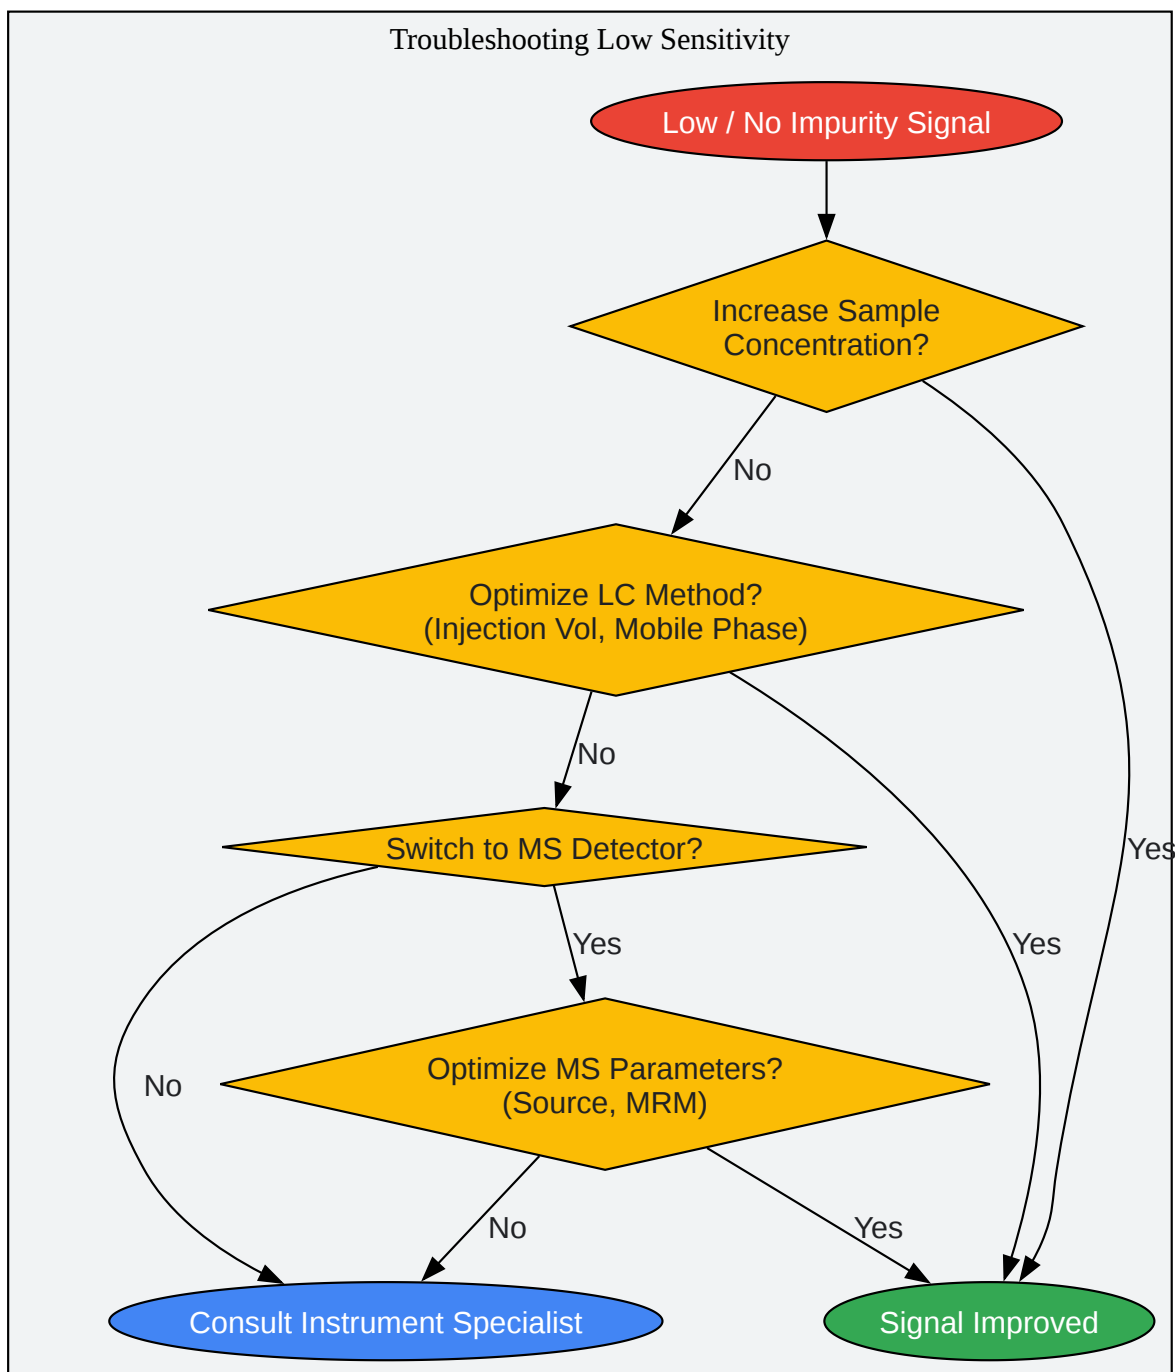 Troubleshooting Low Sensitivity
Low / No Impurity Signal
Increase Sample
Concentration?
No
Optimize LC Method?
(Injection Vol, Mobile Phase)
No
Switch to MS Detector?
Yes
Yes
Yes
Optimize MS Parameters?
(Source, MRM)
No
No
Yes
Consult Instrument Specialist
Signal Improved